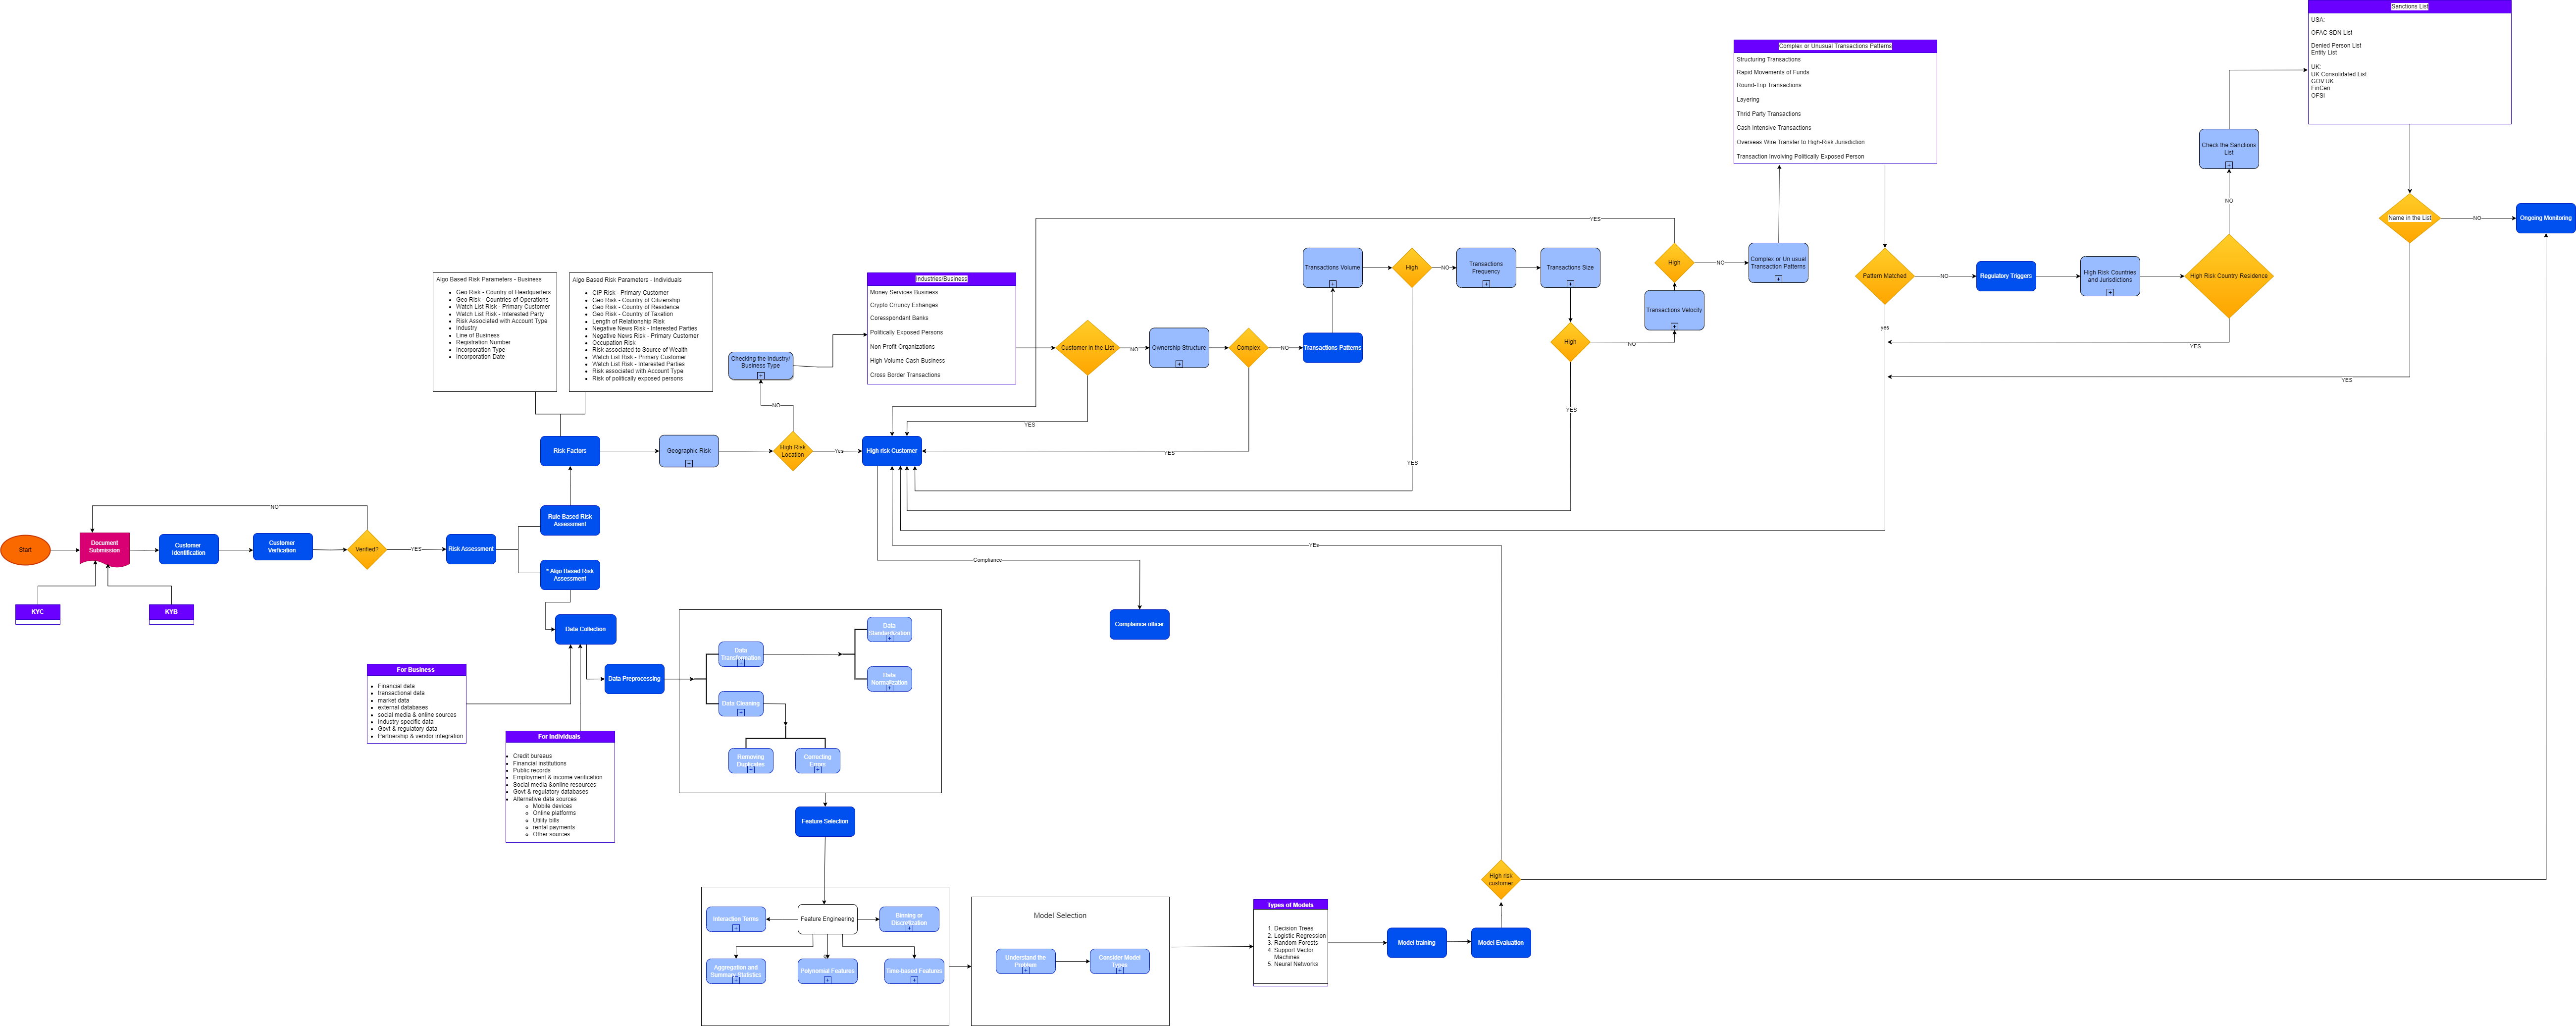 Sanctions List
USA:
OFAC SDN List
Denied Person List
Entity List
UK:
UK Consolidated List
GOV.UK
FinCen
OFSI
Complex or Unusual Transactions Patterns
Structuring Transactions
Rapid Movements of Funds
Round-Trip Transactions
Layering
Thrid Party Transactions
Cash Intensive Transactions
Overseas Wire Transfer to High-Risk Jurisdiction
Transaction Involving Politically Exposed Person
Check the Sanctions
List
NO
Name in the List
NO
Ongoing Monitoring
YES
YES
High
NO
Complex or Un usual
Transaction Patterns
Pattern Matched
NO
Regulatory Triggers
High Risk Countries
and Jurisdictions
High Risk Country Residence
yes
YES
Transactions Volume
High
NO
Transactions
Frequency
Transactions Size
Transactions Velocity
High
NO
Algo Based Risk Parameters - Business
Geo Risk - Country of Headquarters
Geo Risk - Countries of Operations
Watch List Risk - Primary Customer
Watch List Risk - Interested Party
Risk Associated with Account Type
Industry
Line of Business
Registration Number
Incorporation Type
Incorporation Date
Algo Based Risk Parameters - Individuals
CIP Risk - Primary Customer
Geo Risk - Country of Citizenship
Geo Risk - Country of Residence
Geo Risk - Country of Taxation
Length of Relationship Risk
Negative News Risk - Interested Parties
Negative News Risk - Primary Customer
Occupation Risk
Risk associated to Source of Wealth
Watch List Risk - Primary Customer
Watch List Risk - Interested Parties
Risk associated with Account Type
Risk of politically exposed persons
Industries/Business
Money Services Business
Crypto Crruncy Exhanges
Coresspondant Banks
Politically Exposed Persons
Non Profit Organizations
High Volume Cash Business
Cross Border Transactions
Checking the Industry/
Business Type
NO
Customer in the List
NO
Ownership Structure
Complex
NO
Transactions Patterns
YES
YES
YES
YES
Risk Factors
Geographic Risk
High Risk
Location
Yes
High risk Customer
NO
Start
Document
Submission
Customer
Identification
Customer
Verfication
Verified?
YES
Risk Assessment
Rule Based Risk
Assessment
* Algo Based Risk
Assessment
KYC
KYB
YEs
Compliance
Complaince officer
Data Collection
Data Preprocessing
For Business
Financial data
transactional data
market data
external databases
social media & online sources
Industry specific data
Govt & regulatory data
Partnership & vendor integration
For Individuals
Credit bureaus
Financial institutions
Public records
Employment & income verification
Social media &online resources
Govt & regulatory databases
Alternative data sources
Mobile devices
Online platforms
Utility bills
rental payments
Other sources
Data
Transformation
Data
Standardization
Data
Normalization
Data Cleaning
Removing
Duplicates
Correcting
Errors
Feature Selection
Feature Engineering
Interaction Terms
Binning or
Discretization
Aggregation and
Summary Statistics
Polynomial Features
Time-based Features
Model Selection
Understand the
Problem
Consider Model
Types
Types of Models
1. Decision Trees
2. Logistic Regression
3. Random Forests
4. Support Vector
Machines
5. Neural Networks
Model training
Model Evaluation
High risk
customer